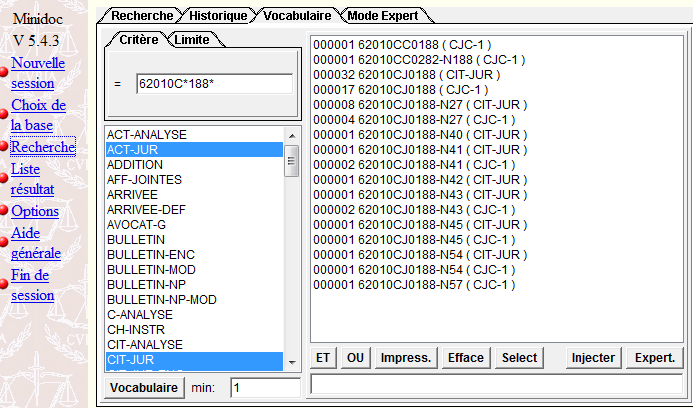 Minidoc
V 5.4.3
Nouvelle
session
Choix de
la base
Recherche
Liste
résultat
Options
Aide
générale
Fin de
session
Recherche Historique Vocabulaire Mode Expert
Critère Limite
= 62010C*188*
ACT-ANALYSE
ACT-JUR
ADDITION
AFF-JOINTES
ARRIVEE
ARRIVEE-DEF
AVOCAT-G
BULLETIN
BULLETIN-ENC
BULLETIN-MOD
BULLETIN-NP
BULLETIN-NP-MOD
C-ANALYSE
CH-INSTR
CIT-ANALYSE
CIT-JUR
Vocabulaire min: 1
000001 62010CC0188 ( CJC-1 )
000001 62010CC0282-N188 ( CJC-1 )
000032 62010CJ0188 ( CIT-JUR )
000017 62010CJ0188 ( CJC-1 )
000008 62010CJ0188-N27 ( CIT-JUR )
000004 62010CJ0188-N27 ( CJC-1 )
000001 62010CJ0188-N40 ( CIT-JUR )
000001 62010CJ0188-N41 ( CIT-JUR )
000002 62010CJ0188-N41 ( CJC-1 )
000001 62010CJ0188-N42 ( CIT-JUR )
000001 62010CJ0188-N43 ( CIT-JUR )
000002 62010CJ0188-N43 ( CJC-1 )
000001 62010CJ0188-N45 ( CIT-JUR )
000001 62010CJ0188-N45 ( CJC-1 )
000001 62010CJ0188-N54 ( CIT-JUR )
000001 62010CJ0188-N54 ( CJC-1 )
000001 62010CJ0188-N57 ( CJC-1 )
ET OU Impress. Efface Select Injecter Expert.